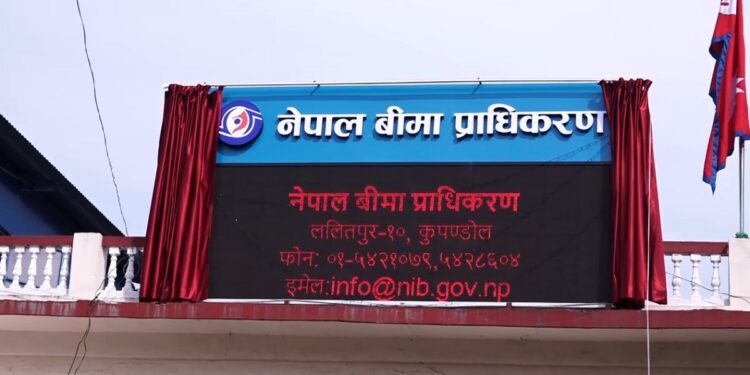 नेपाल बीमा प्राधिकरण
नेपाल बीमा प्राधिकरण
ललितपुर-१०, कुपण्डोल
फोन: ०१-५४२१०७९,५४२८६०४
इमेल:info@nib.gov.np